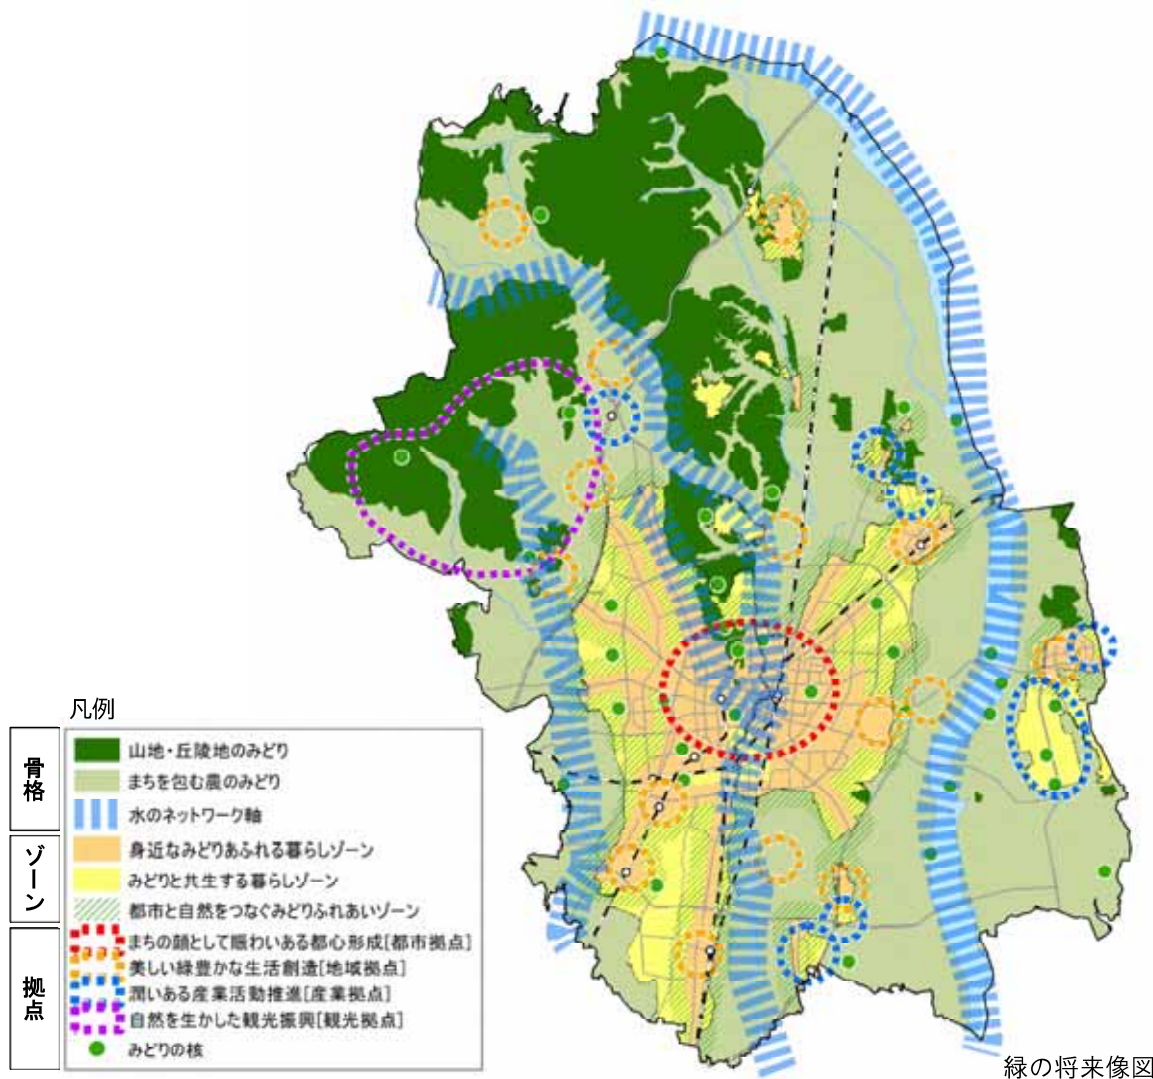 凡例
骨格
山地・丘陵地のみどり
まちを包む農のみどり
水のネットワーク軸
ゾーン
身近なみどりあふれる暮らしゾーン
みどりと共生する暮らしゾーン
都市と自然をつなぐみどりふれあいゾーン
拠点
まちの顔として賑わいある都心形成[都市拠点]
美しい緑豊かな生活創造[地域拠点]
潤いある産業活動推進[産業拠点]
自然を生かした観光振興[観光拠点]
みどりの核
緑の将来像図